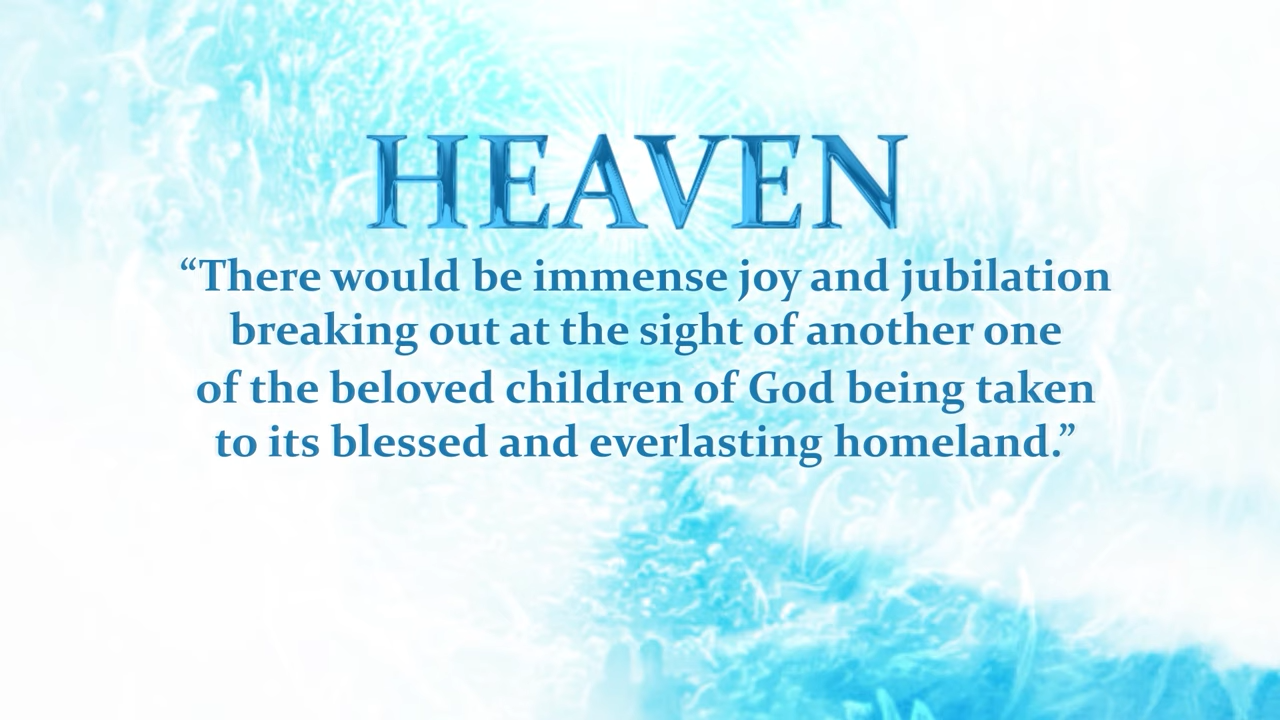 HEAVEN
“There would be immense joy and jubilation
breaking out at the sight of another one
of the beloved children of God being taken
to its blessed and everlasting homeland.”